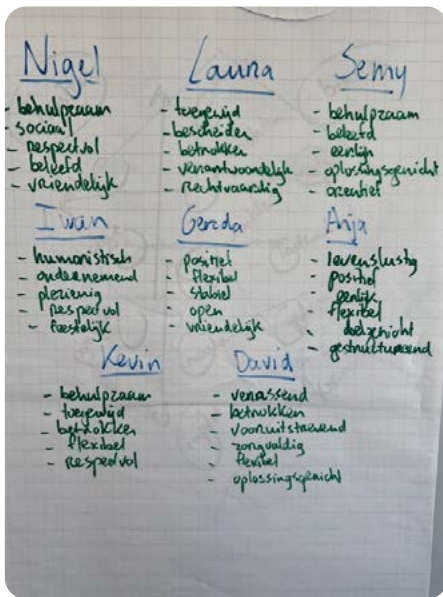 Nigel
- behulpzaam
- sociaal
- respectvol
- beleefd
- vriendelijk
Laura
- toegewijd
- bescheiden
- betrokken
- verantwoordelijk
- rechtvaardig
Semy
- behulpzaam
- beleefd
- eerlijk
- oplossingsgericht
Iwan
- humoristisch
- ondernemend
- plezierig
- respectvol
- feestelijk
Gerda
- positief
- flexibel
- stabiel
- open
- vriendelijk
Anja
- levenslustig
- positief
- eerlijk
- flexibel
- doelgericht
- gestructureerd
Kevin
- behulpzaam
- toegewijd
- betrokken
- flexibel
- respectvol
David
- verrassend
- betrokken
- vooruitstrevend
- zorgvuldig
- flexibel
- oplossingsgericht